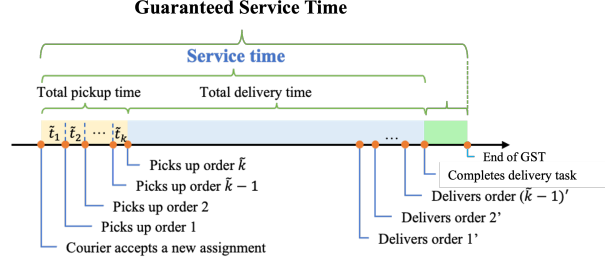 Guaranteed Service Time
Service time
Total pickup time
Total delivery time
t̃₁ t̃₂ ⋯ t̃ₖ
...
End of GST
Picks up order k̃
Completes delivery task
Picks up order k̃ − 1
Delivers order (k̃ − 1)′
Picks up order 2
Delivers order 2’
Picks up order 1
Delivers order 1’
Courier accepts a new assignment